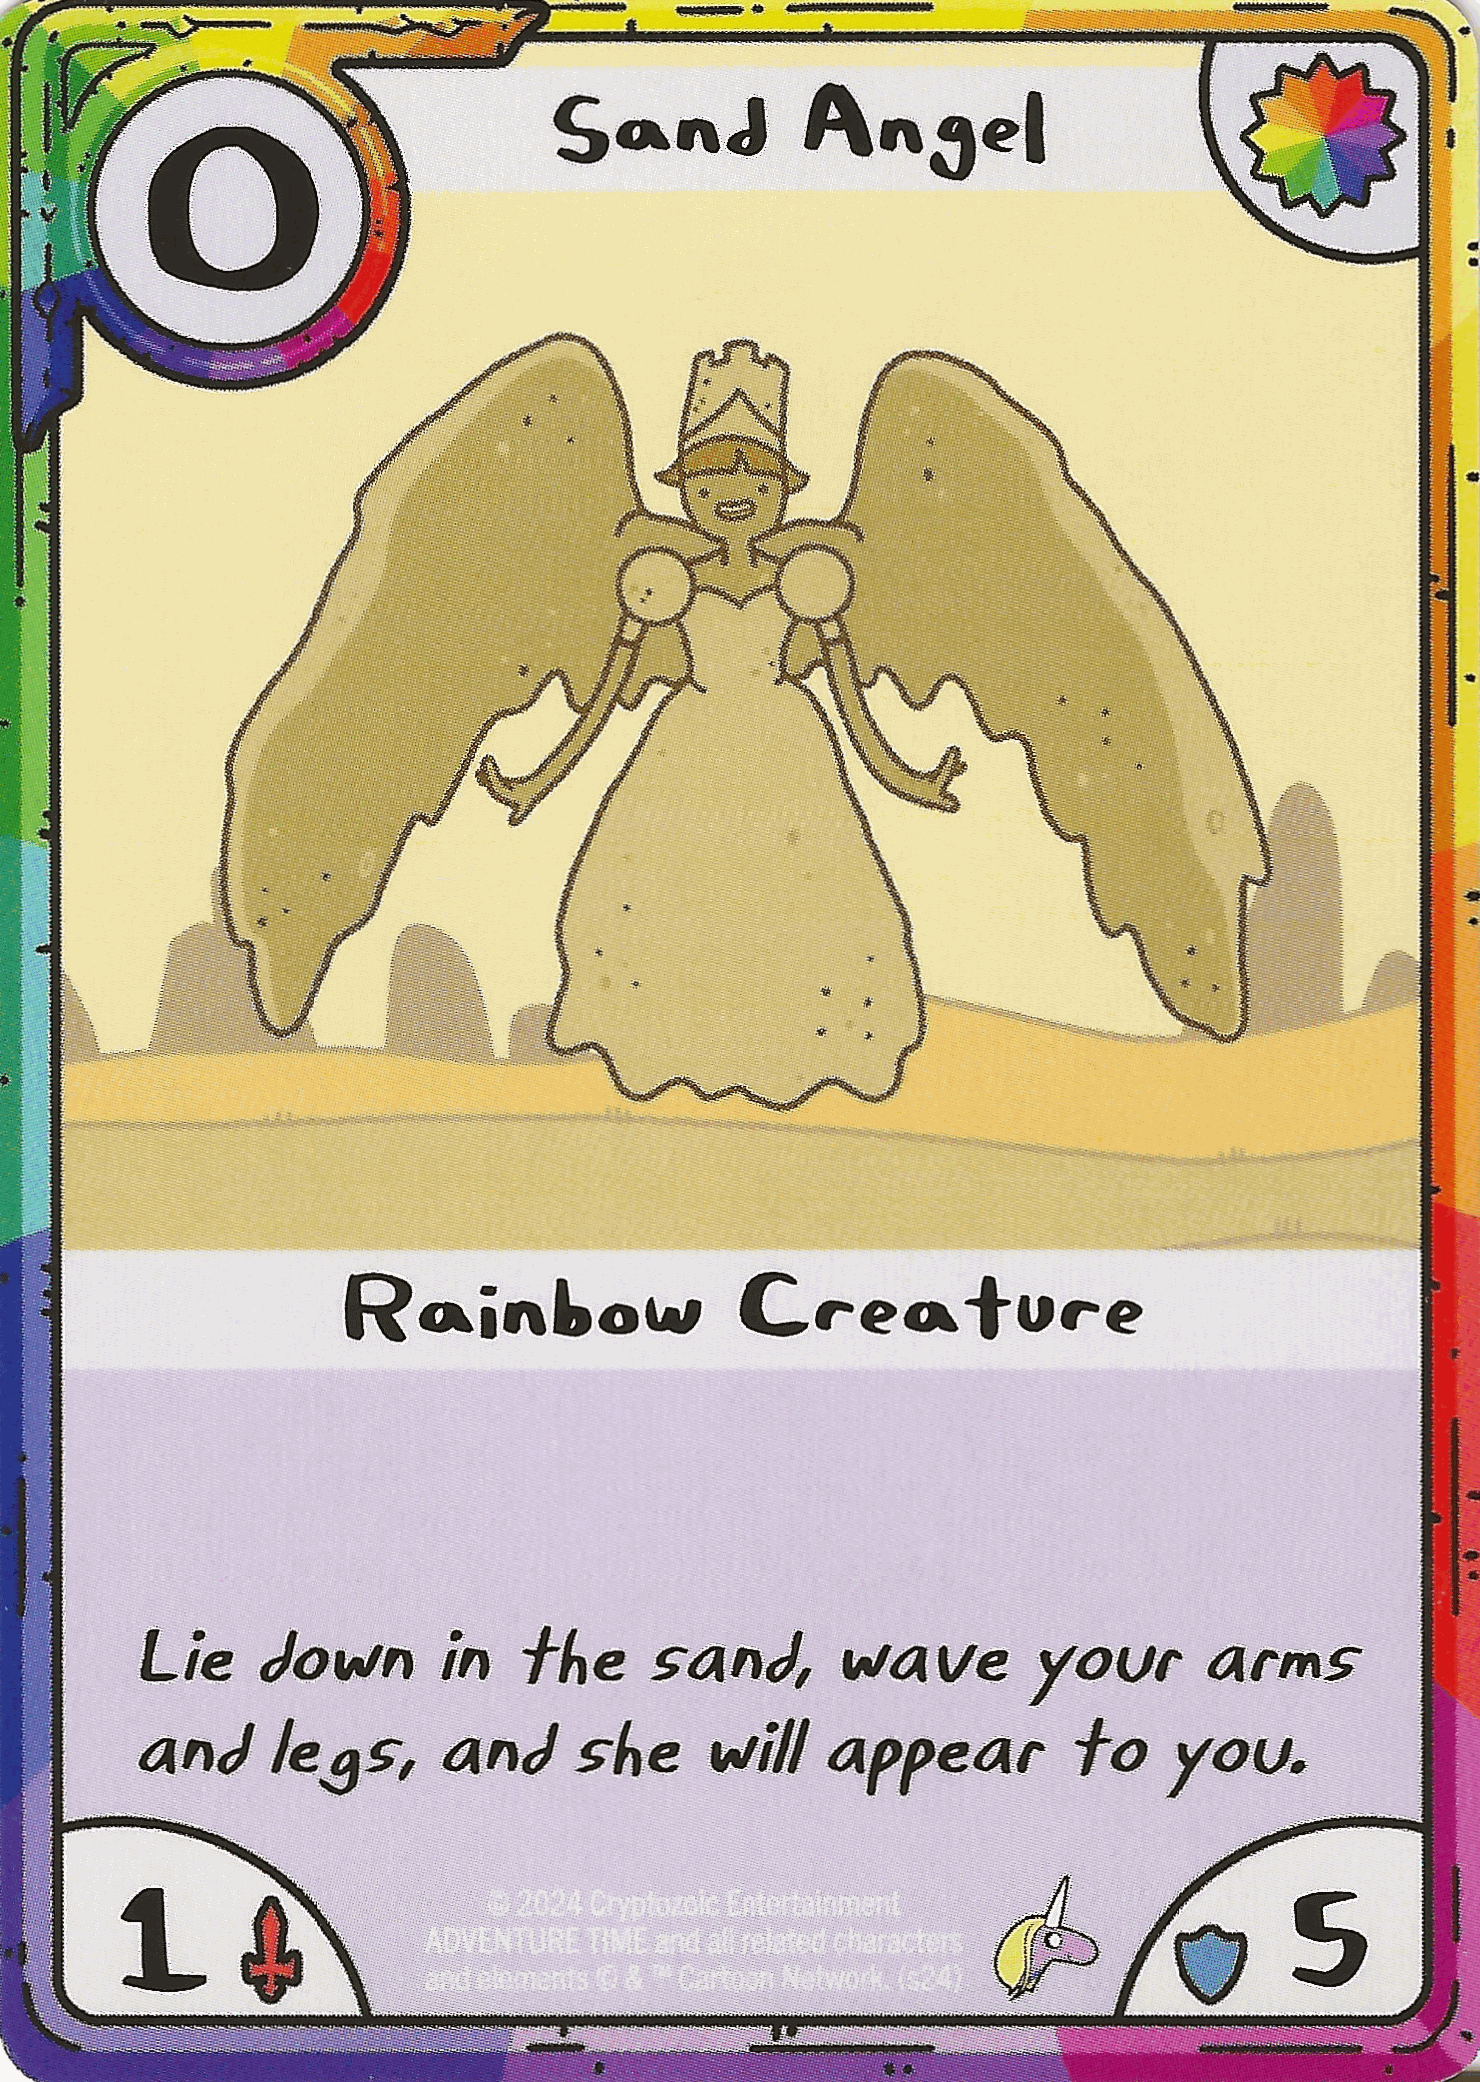 0
Sand Angel
Rainbow Creature
Lie down in the sand, wave your arms
and legs, and she will appear to you.
1
© 2024 Cryptozoic Entertainment
ADVENTURE TIME and all related characters
and elements © & ™ Cartoon Network. (s24)
5